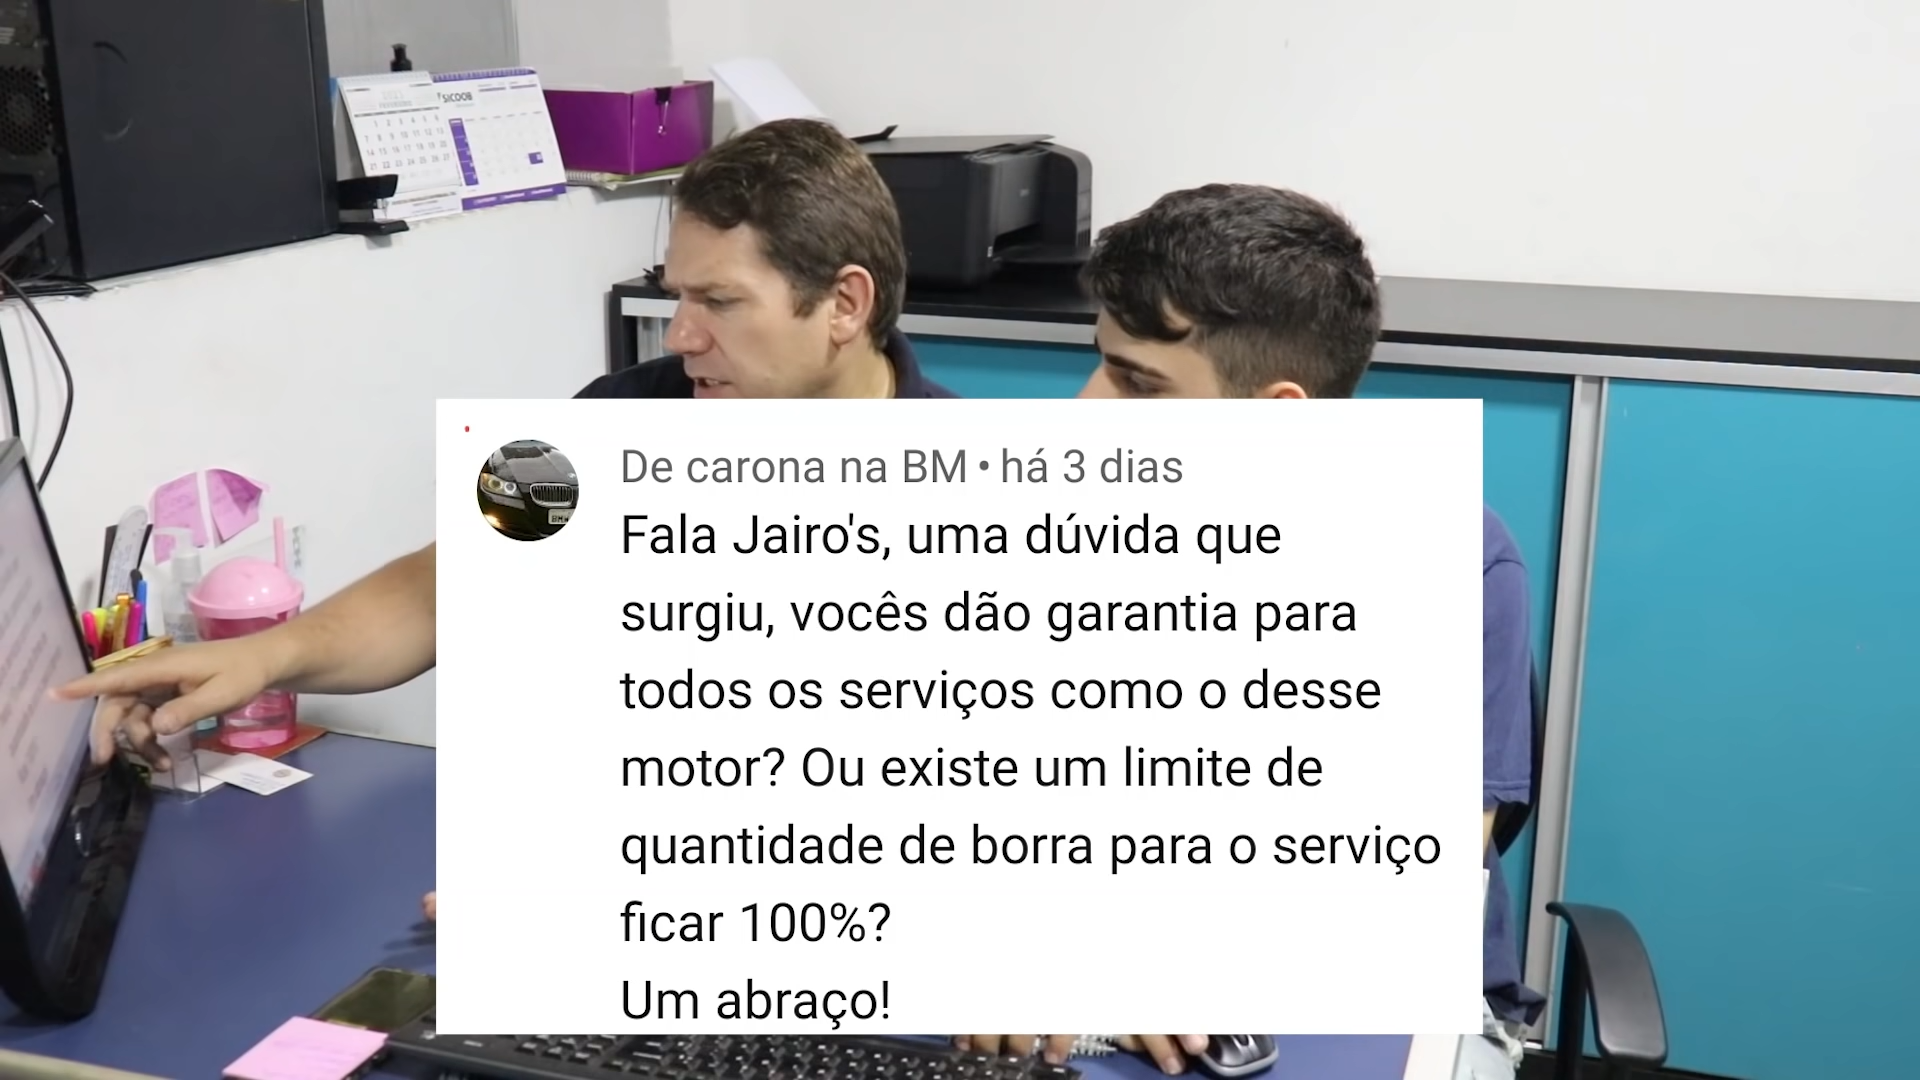 SICOOB
De carona na BM • há 3 dias
Fala Jairo's, uma dúvida que
surgiu, vocês dão garantia para
todos os serviços como o desse
motor? Ou existe um limite de
quantidade de borra para o serviço
ficar 100%?
Um abraço!